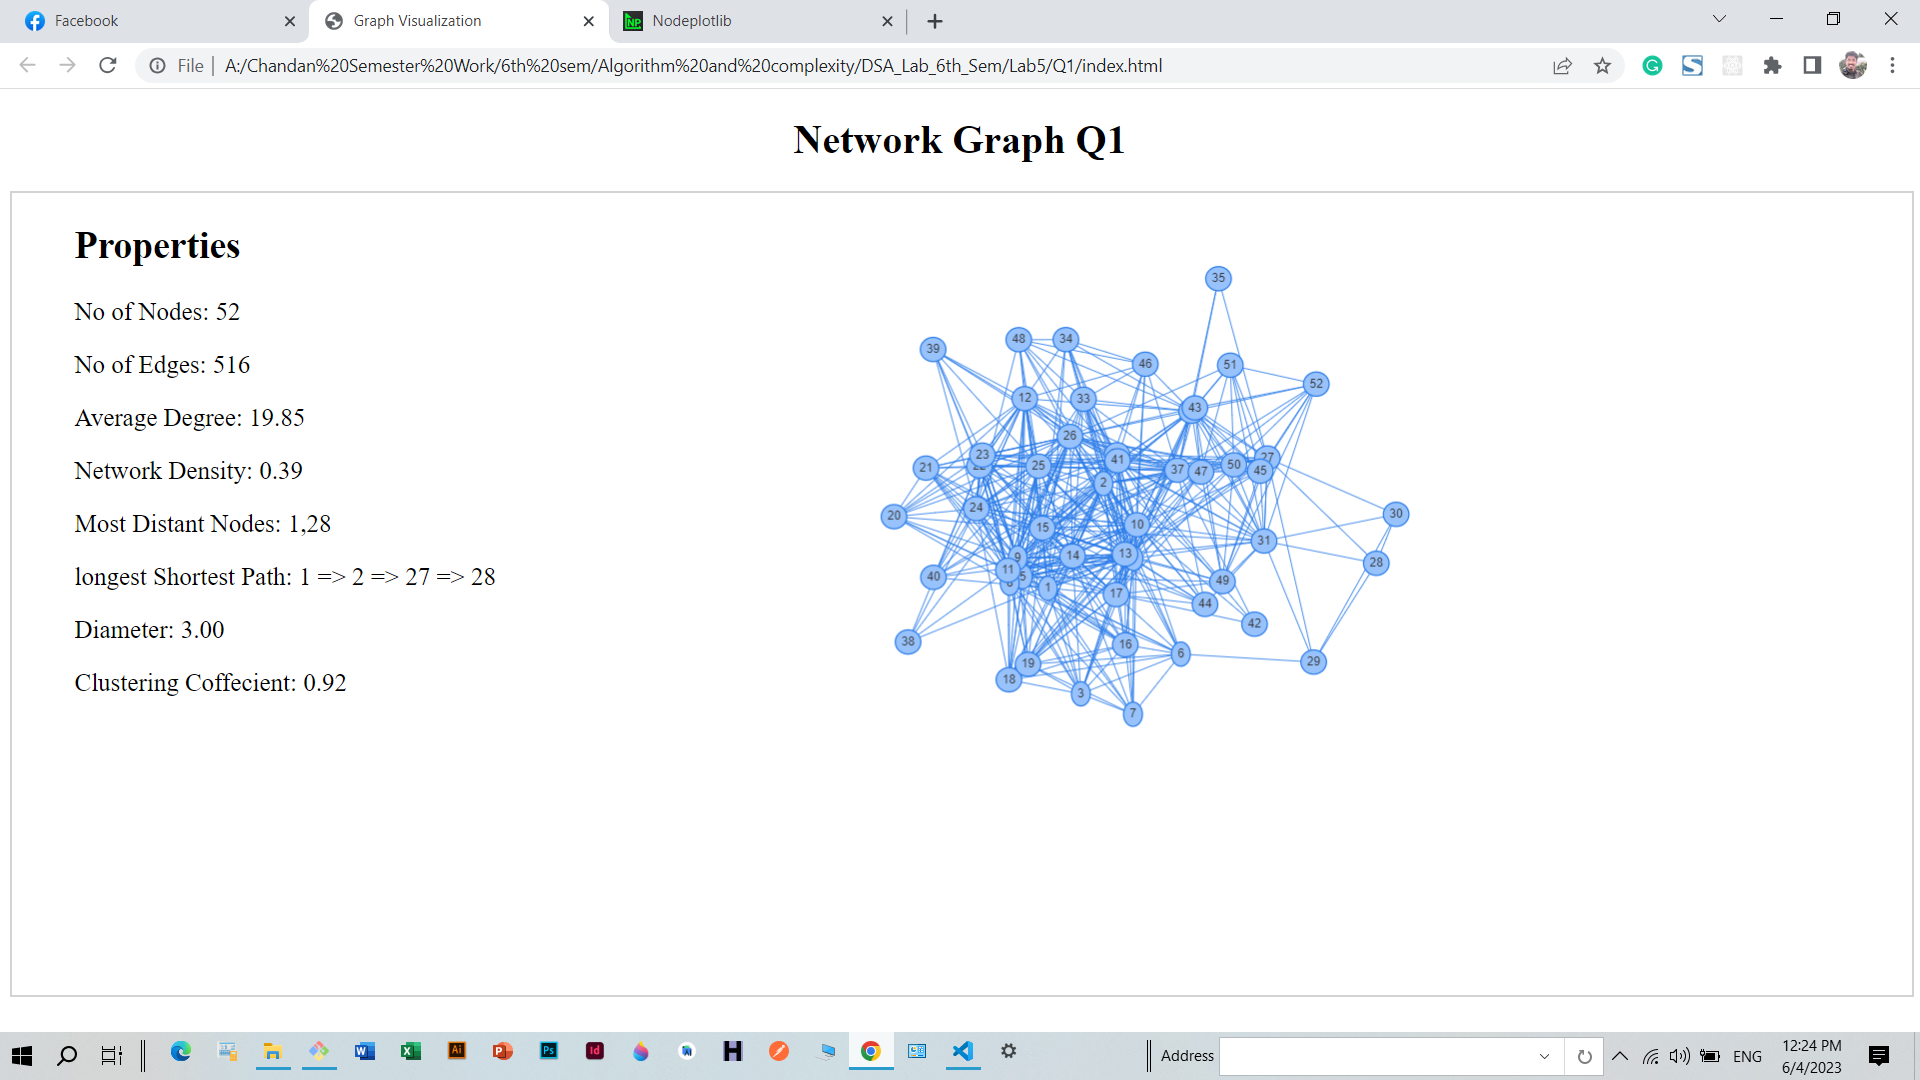 Facebook
Graph Visualization
Nodeplotlib
File
A:/Chandan%20Semester%20Work/6th%20sem/Algorithm%20and%20complexity/DSA_Lab_6th_Sem/Lab5/Q1/index.html
Network Graph Q1
Properties
No of Nodes: 52
No of Edges: 516
Average Degree: 19.85
Network Density: 0.39
Most Distant Nodes: 1,28
longest Shortest Path: 1 => 2 => 27 => 28
Diameter: 3.00
Clustering Coffecient: 0.92
35
48
34
39
46
51
52
12
33
43
26
23
41
27
21
25
37
47
50
45
2
24
20
15
10
30
31
9
14
13
28
11
40
5
1
49
17
44
42
38
16
6
19
29
18
3
7
Address
ENG
12:24 PM
6/4/2023